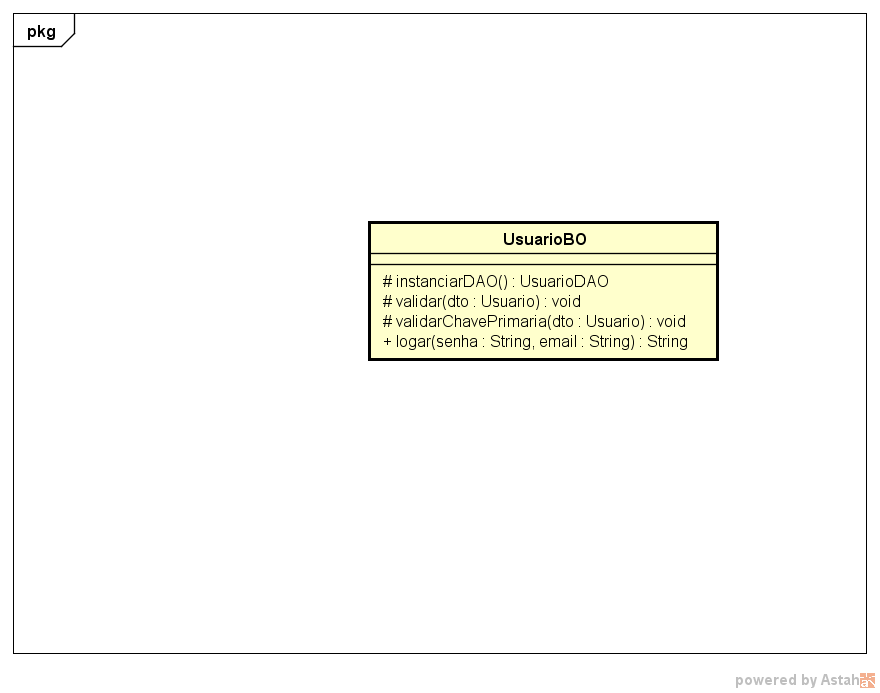 pkg
UsuarioBO
# instanciarDAO() : UsuarioDAO
# validar(dto : Usuario) : void
# validarChavePrimaria(dto : Usuario) : void
+ logar(senha : String, email : String) : String
powered by Astah